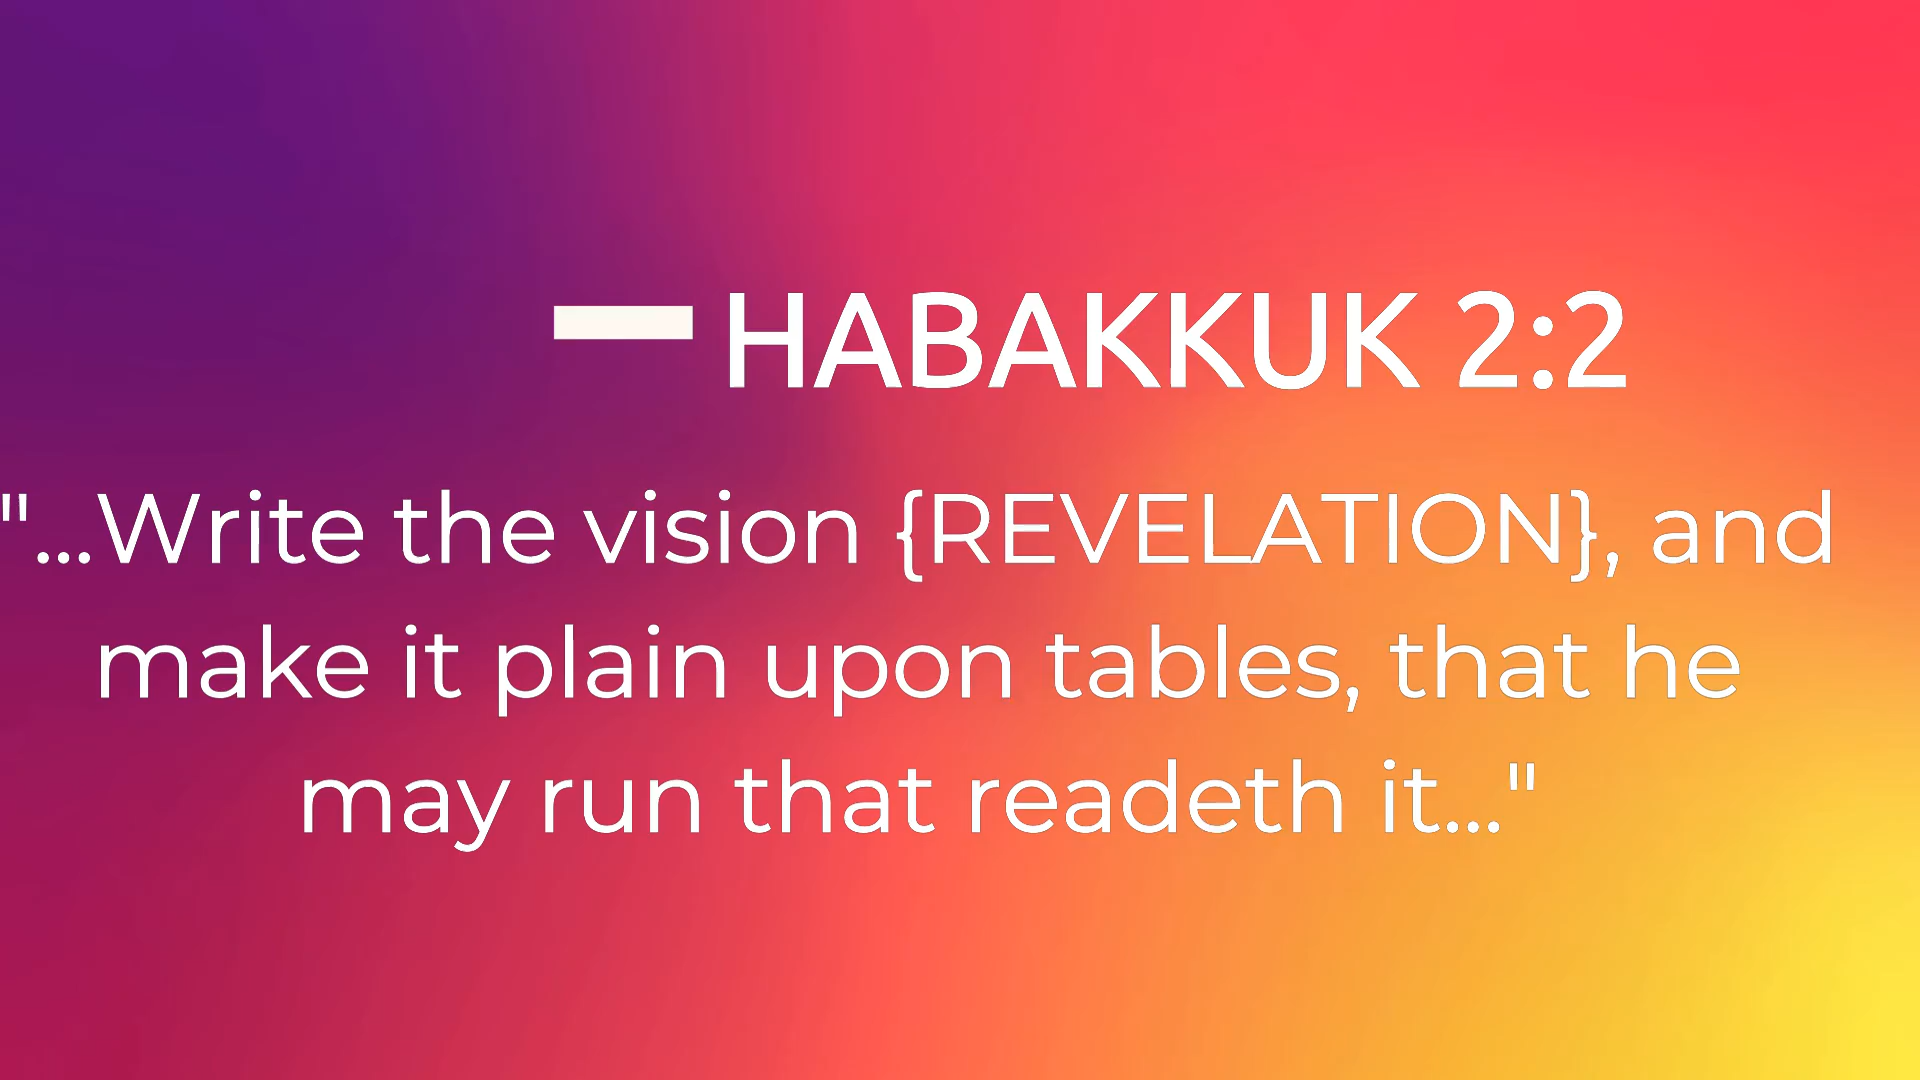 — HABAKKUK 2:2
"...Write the vision {REVELATION}, and
make it plain upon tables, that he
may run that readeth it..."